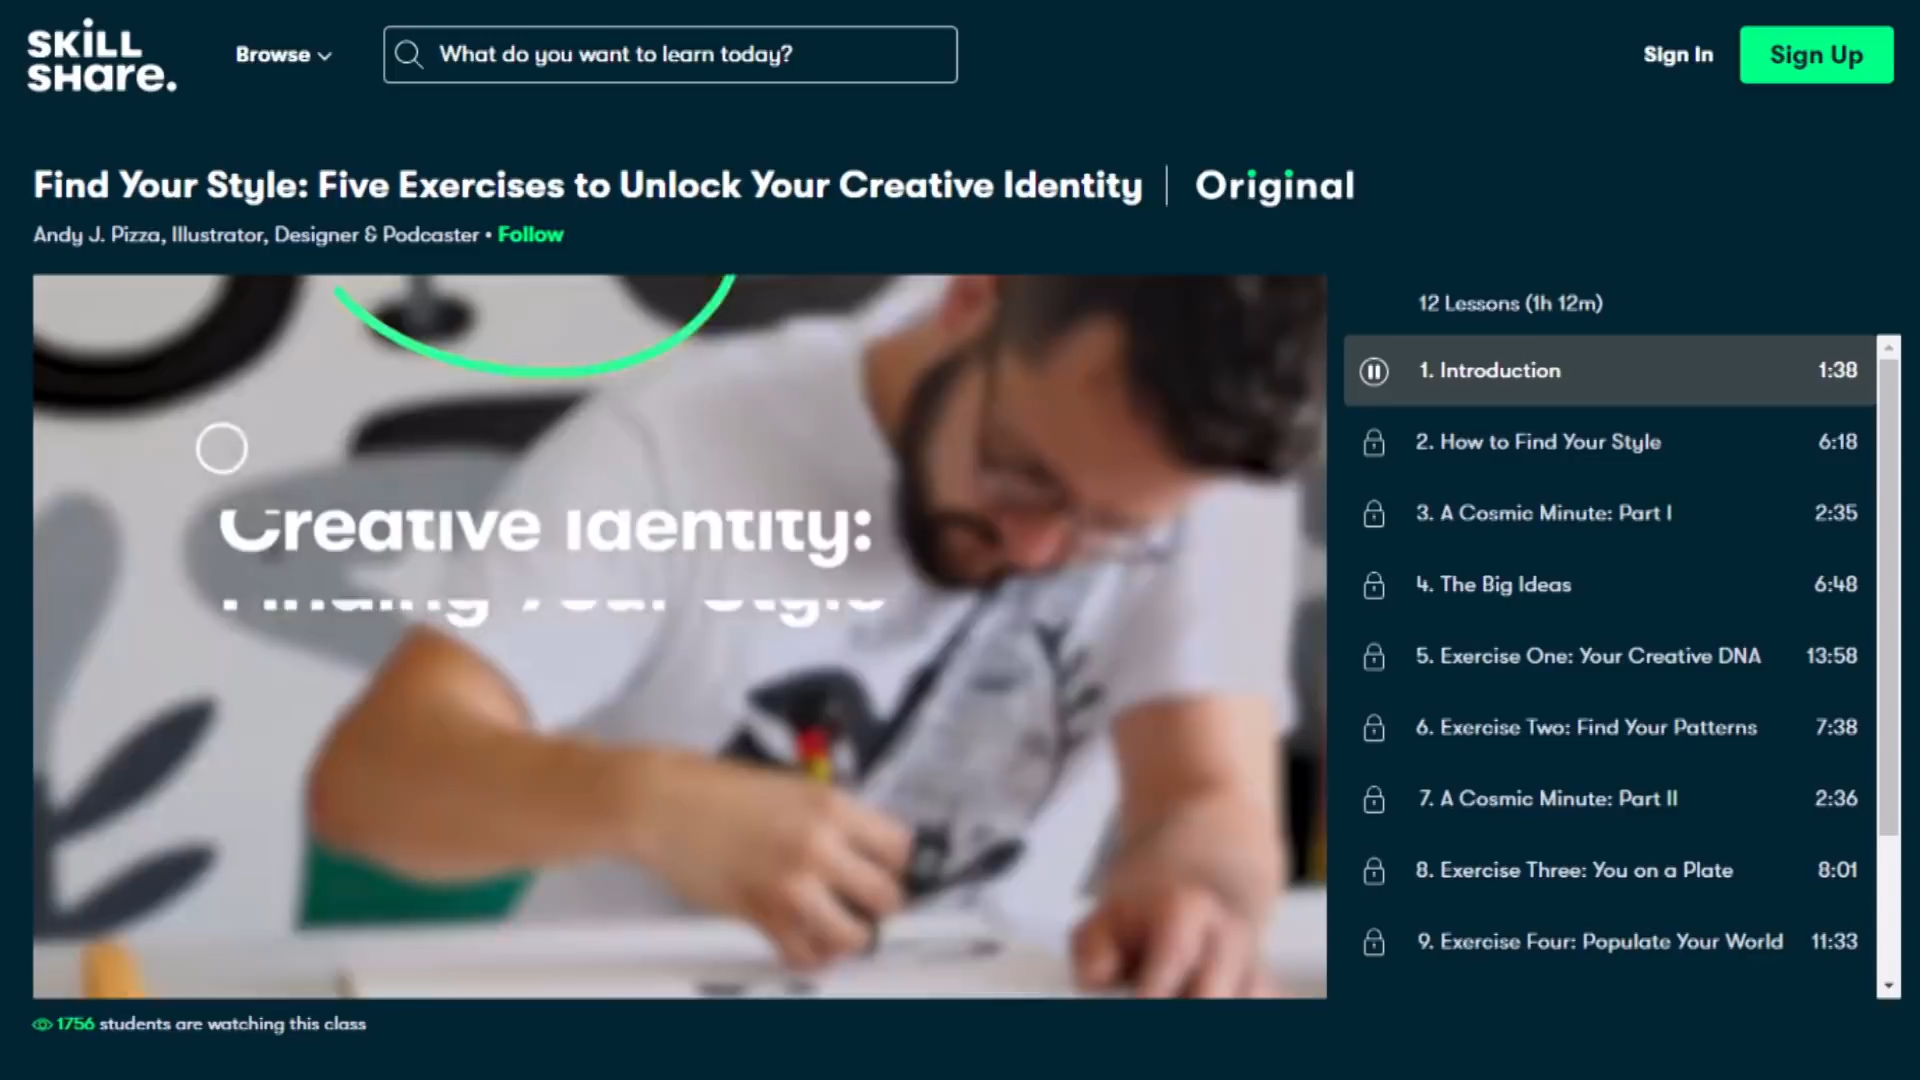 SKiLL
SHare.
Browse
What do you want to learn today?
Sign In
Sign Up
Find Your Style: Five Exercises to Unlock Your Creative Identity
Original
Andy J. Pizza, Illustrator, Designer & Podcaster • Follow
Creative Identity:
Finding Your Style
12 Lessons (1h 12m)
1. Introduction 1:38
2. How to Find Your Style 6:18
3. A Cosmic Minute: Part I 2:35
4. The Big Ideas 6:48
5. Exercise One: Your Creative DNA 13:58
6. Exercise Two: Find Your Patterns 7:38
7. A Cosmic Minute: Part II 2:36
8. Exercise Three: You on a Plate 8:01
9. Exercise Four: Populate Your World 11:33
1756 students are watching this class